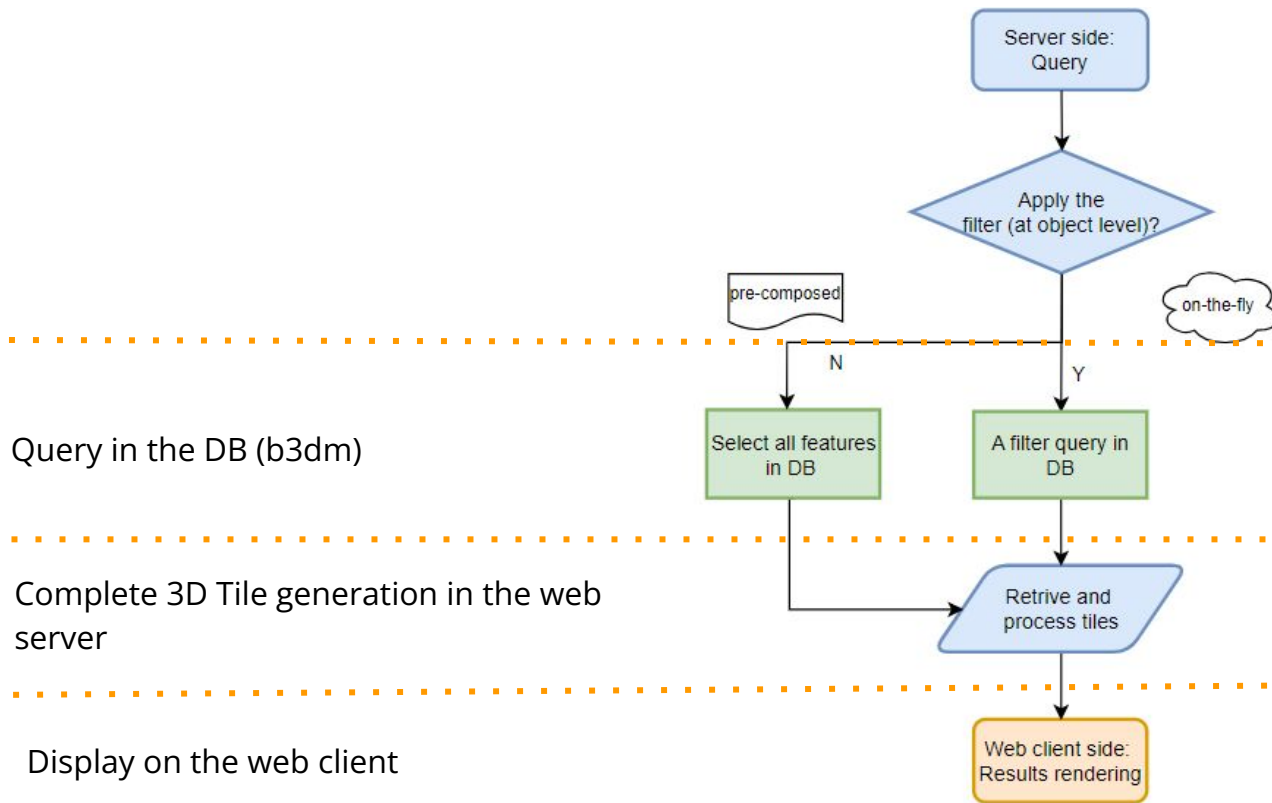 Server side:
Query
Apply the
filter (at object level)?
pre-composed
on-the-fly
N
Y
Query in the DB (b3dm)
Select all features
in DB
A filter query in
DB
Complete 3D Tile generation in the web
server
Retrive and
process tiles
Display on the web client
Web client side:
Results rendering